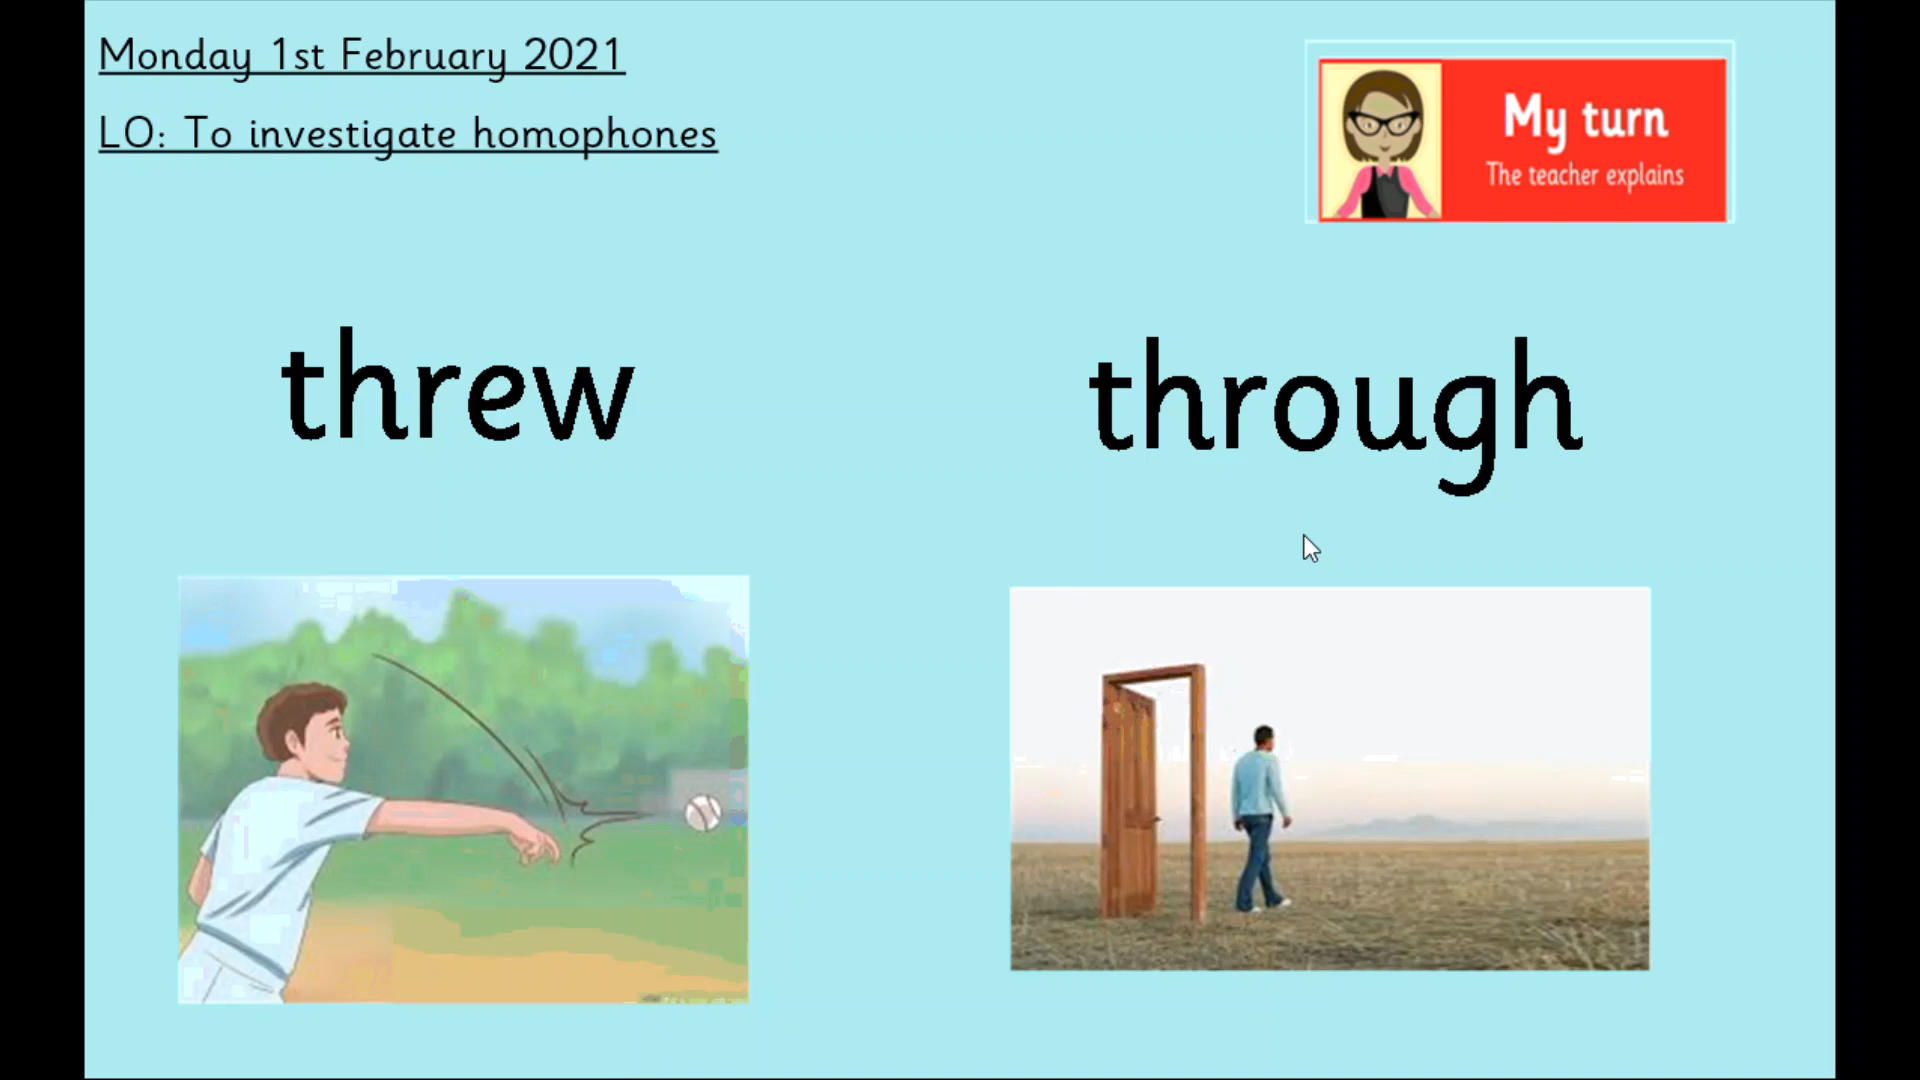 Monday 1st February 2021
LO: To investigate homophones
My turn
The teacher explains
threw
through